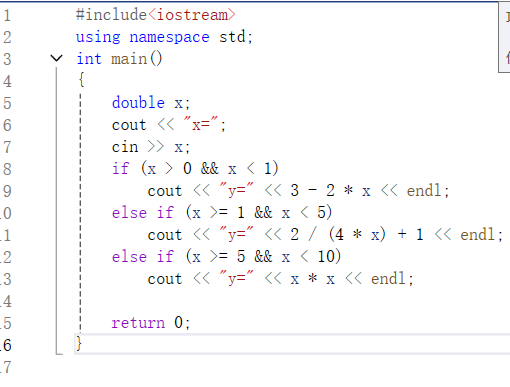 1 #include<iostream>
2 using namespace std;
3 int main()
4 {
5 double x;
6 cout << "x=";
7 cin >> x;
8 if (x > 0 && x < 1)
9 cout << "y=" << 3 - 2 * x << endl;
0 else if (x >= 1 && x < 5)
1 cout << "y=" << 2 / (4 * x) + 1 << endl;
2 else if (x >= 5 && x < 10)
3 cout << "y=" << x * x << endl;
4
5 return 0;
6 }
7